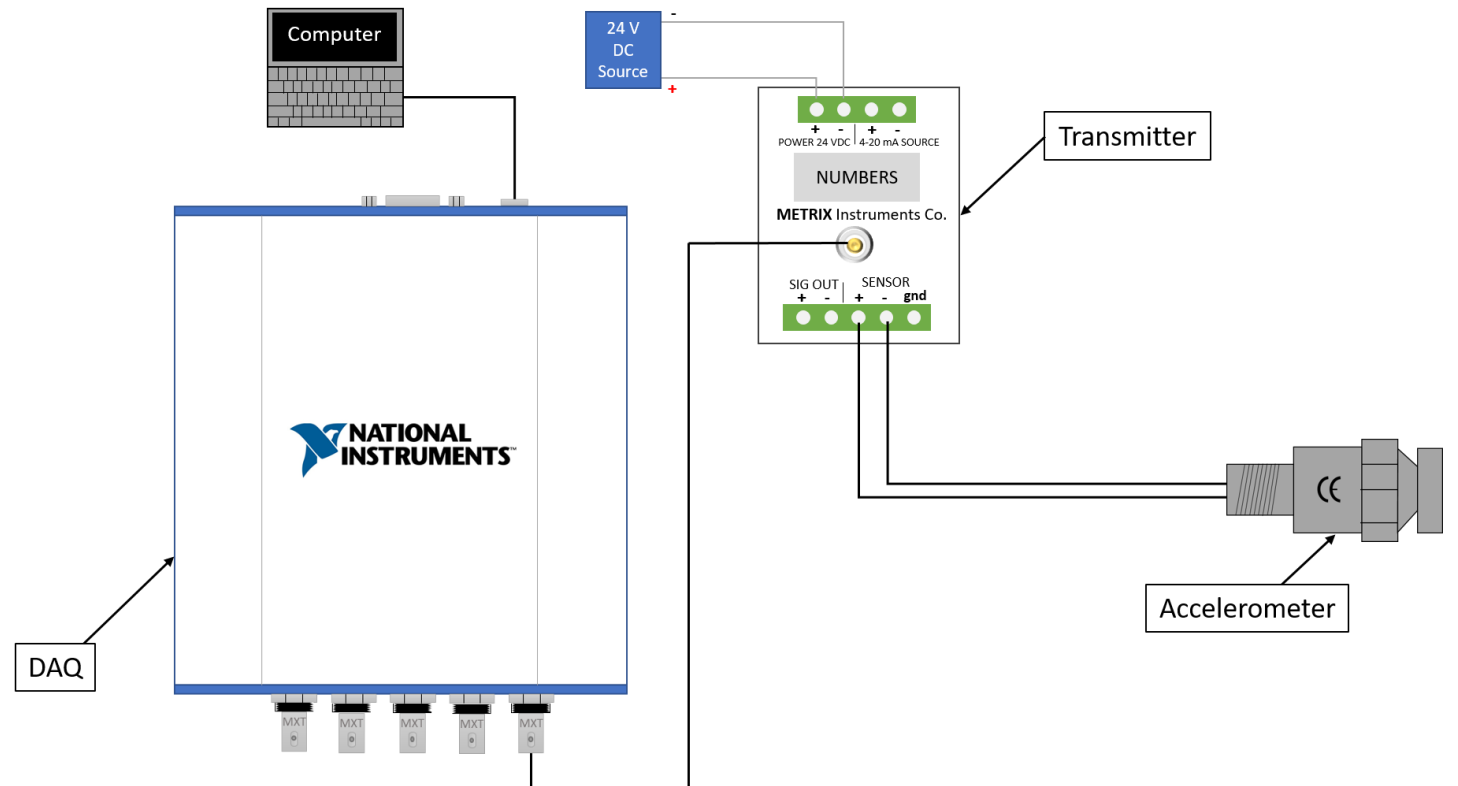 Computer
24 V
DC
Source
-
+
+ - + -
POWER 24 VDC 4-20 mA SOURCE
NUMBERS
METRIX Instruments Co.
SIG OUT SENSOR
+ - + - gnd
Transmitter
NATIONAL
INSTRUMENTS™
CE
Accelerometer
DAQ
MXT MXT MXT MXT MXT